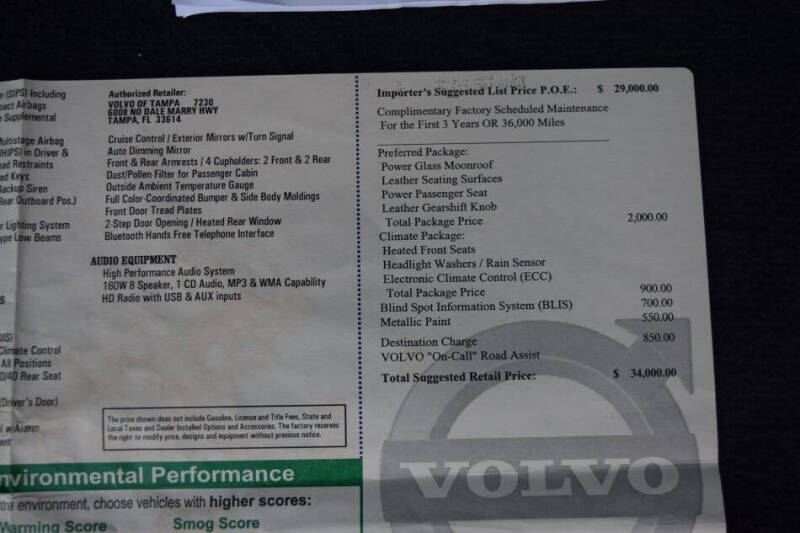 (SIPS) Including
pact Airbags
Supplemental
Multistage Airbag
(WHIPS) in Driver &
ead Restraints
ed Keys
Backup Siren
Rear Outboard Pos.)
r Lighting System
ype Low Beams
S
DIS)
Climate Control
All Positions
0/40 Rear Seat
(Driver's Door)
w/Alarm
ent
Authorized Retailer:
VOLVO OF TAMPA 7230
6008 NO DALE MARRY HWY
TAMPA, FL 33614
Cruise Control / Exterior Mirrors w/Turn Signal
Auto Dimming Mirror
Front & Rear Armrests / 4 Cupholders: 2 Front & 2 Rear
Dust/Pollen Filter for Passenger Cabin
Outside Ambient Temperature Gauge
Full Color-Coordinated Bumper & Side Body Moldings
Front Door Tread Plates
2-Step Door Opening / Heated Rear Window
Bluetooth Hands Free Telephone Interface
AUDIO EQUIPMENT
High Performance Audio System
160W 8 Speaker, 1 CD Audio, MP3 & WMA Capability
HD Radio with USB & AUX inputs
The price shown does not include Gasoline, License and Title Fees, State and
Local Taxes and Dealer Installed Options and Accessories. The factory reserves
the right to modify price, designs and equipment without previous notice.
nvironmental Performance
the environment, choose vehicles with higher scores:
Warming Score Smog Score
Importer's Suggested List Price P.O.E.: $ 29,000.00
Complimentary Factory Scheduled Maintenance
For the First 3 Years OR 36,000 Miles
Preferred Package:
Power Glass Moonroof
Leather Seating Surfaces
Power Passenger Seat
Leather Gearshift Knob
Total Package Price 2,000.00
Climate Package:
Heated Front Seats
Headlight Washers / Rain Sensor
Electronic Climate Control (ECC)
Total Package Price 900.00
Blind Spot Information System (BLIS) 700.00
Metallic Paint 550.00
Destination Charge 850.00
VOLVO "On-Call" Road Assist
Total Suggested Retail Price: $ 34,000.00
VOLVO